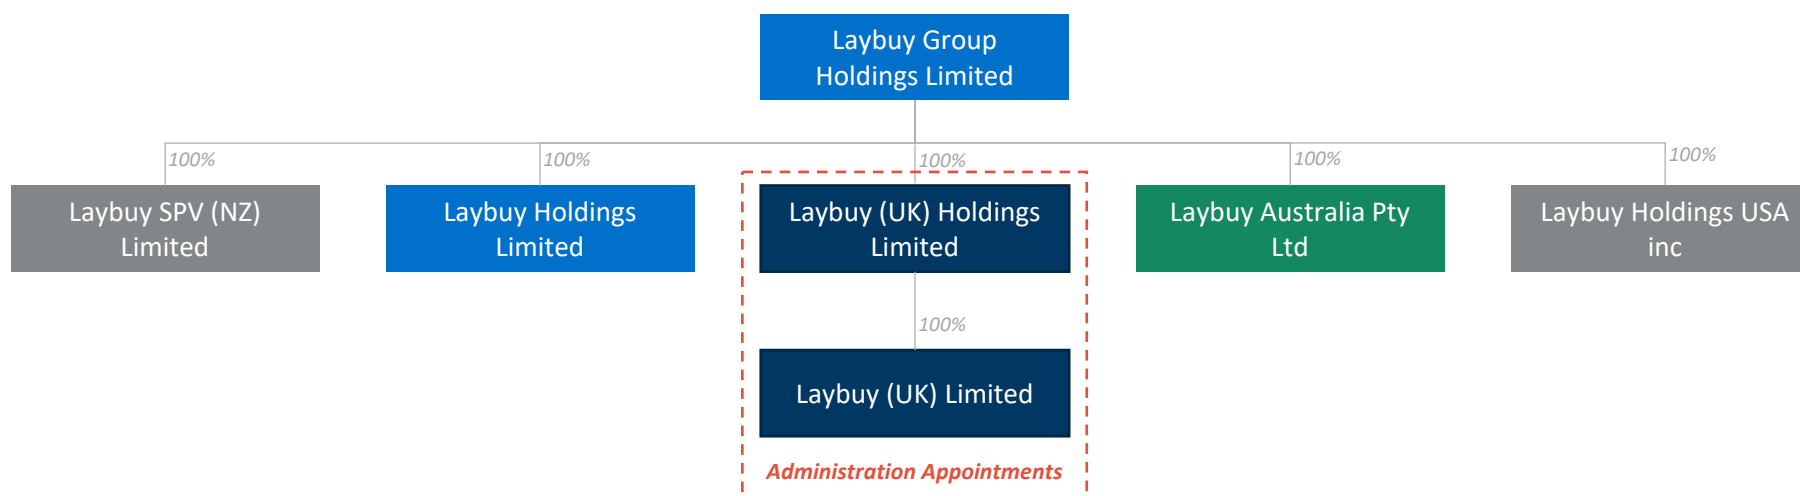 Laybuy Group
Holdings Limited
100%
100%
100%
100%
100%
Laybuy SPV (NZ)
Limited
Laybuy Holdings
Limited
Laybuy (UK) Holdings
Limited
Laybuy Australia Pty
Ltd
Laybuy Holdings USA
inc
100%
Laybuy (UK) Limited
Administration Appointments